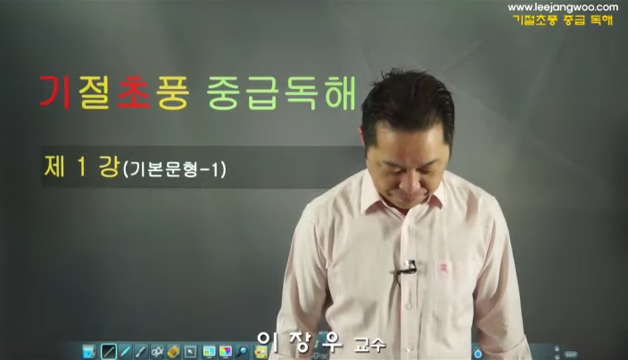 www.leejangwoo.com
기절초풍 중급 독해
기절초풍 중급독해
제 1 강(기본문형-1)
이 장 우 교수